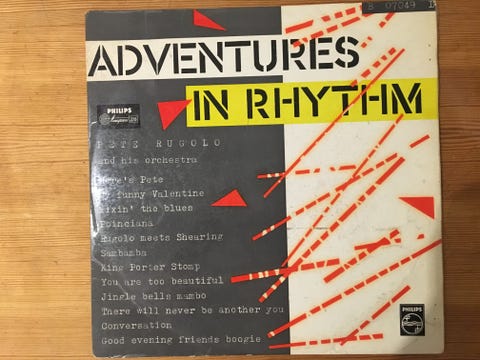 B 07049
ADVENTURES
IN RHYTHM
PHILIPS
PETE RUGOLO
and his orchestra
Here's Pete
My funny Valentine
Mixin' the blues
Poinciana
Rugolo meets Shearing
Sambamba
King Porter Stomp
You are too beautiful
Jingle bells mambo
There will never be another you
Conversation
Good evening friends boogie
PHILIPS